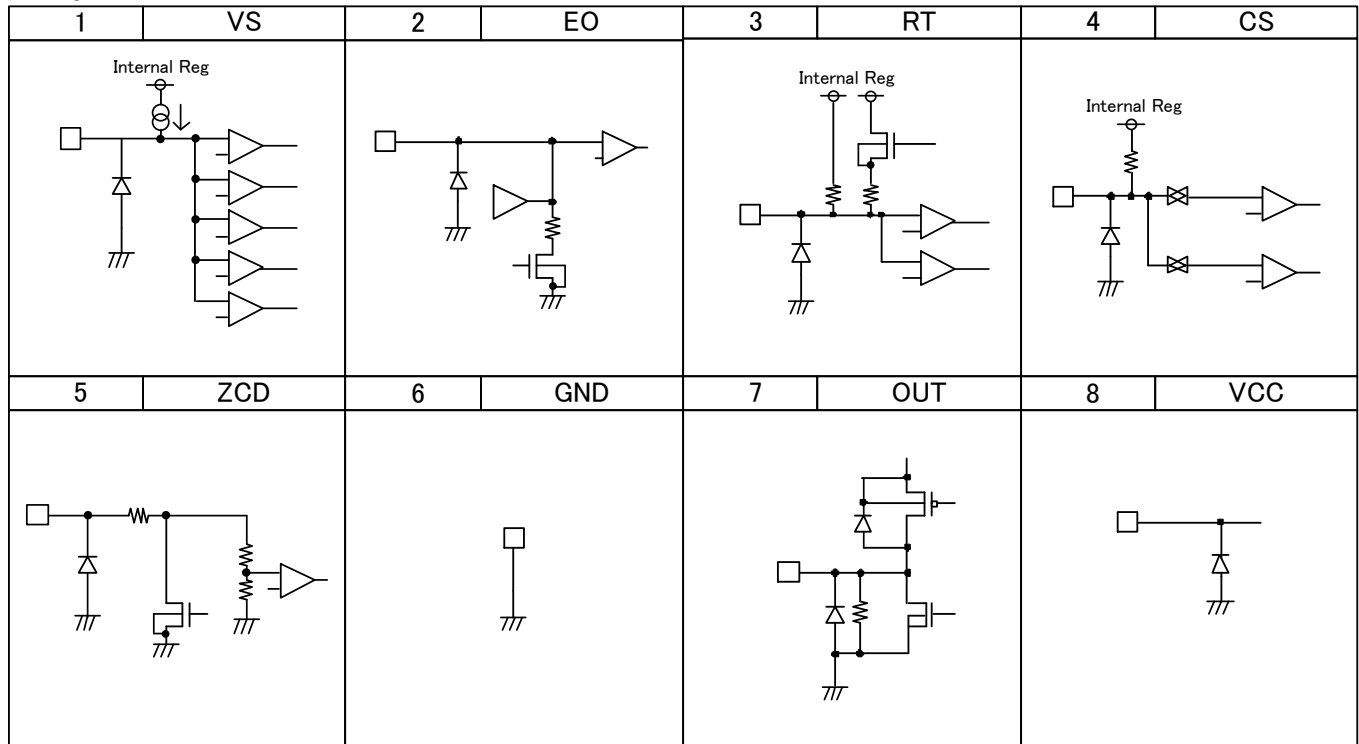 1 VS 2 EO 3 RT 4 CS
Internal Reg
Internal Reg
Internal Reg
5 ZCD 6 GND 7 OUT 8 VCC